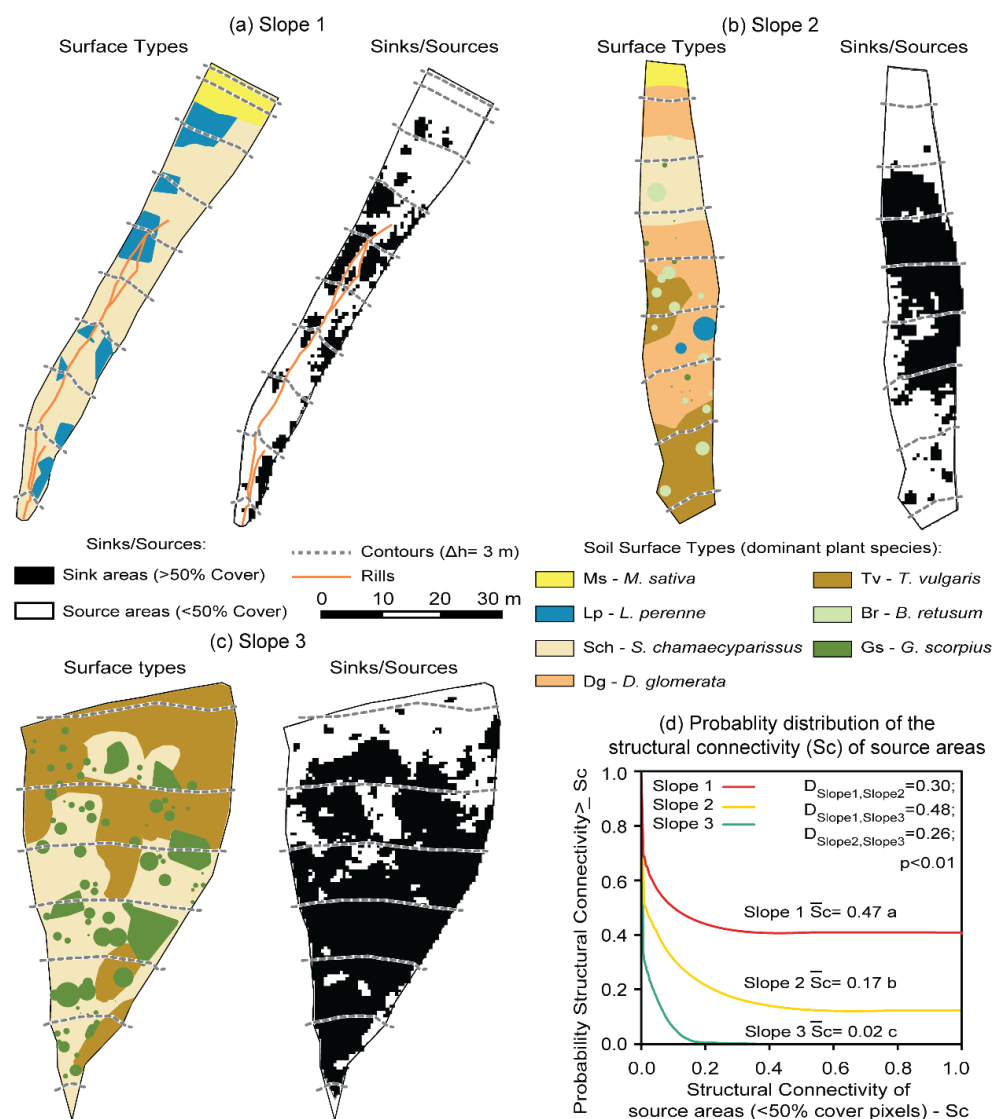 (a) Slope 1
Surface Types
Sinks/Sources
(b) Slope 2
Surface Types
Sinks/Sources
Sinks/Sources:
Sink areas (>50% Cover)
Source areas (<50% Cover)
Contours (Δh= 3 m)
Rills
0 10 20 30 m
Soil Surface Types (dominant plant species):
Ms - M. sativa
Lp - L. perenne
Sch - S. chamaecyparissus
Dg - D. glomerata
Tv - T. vulgaris
Br - B. retusum
Gs - G. scorpius
(c) Slope 3
Surface types
Sinks/Sources
(d) Probablity distribution of the
structural connectivity (Sc) of source areas
Probability Structural Connectivity>_ Sc
1.0
0.8
0.6
0.4
0.2
0.0
Slope 1
Slope 2
Slope 3
DSlope1,Slope2=0.30;
DSlope1,Slope3=0.48;
DSlope2,Slope3=0.26;
p<0.01
Slope 1 S̅c= 0.47 a
Slope 2 S̅c= 0.17 b
Slope 3 S̅c= 0.02 c
0.0 0.2 0.4 0.6 0.8 1.0
Structural Connectivity of
source areas (<50% cover pixels) - Sc